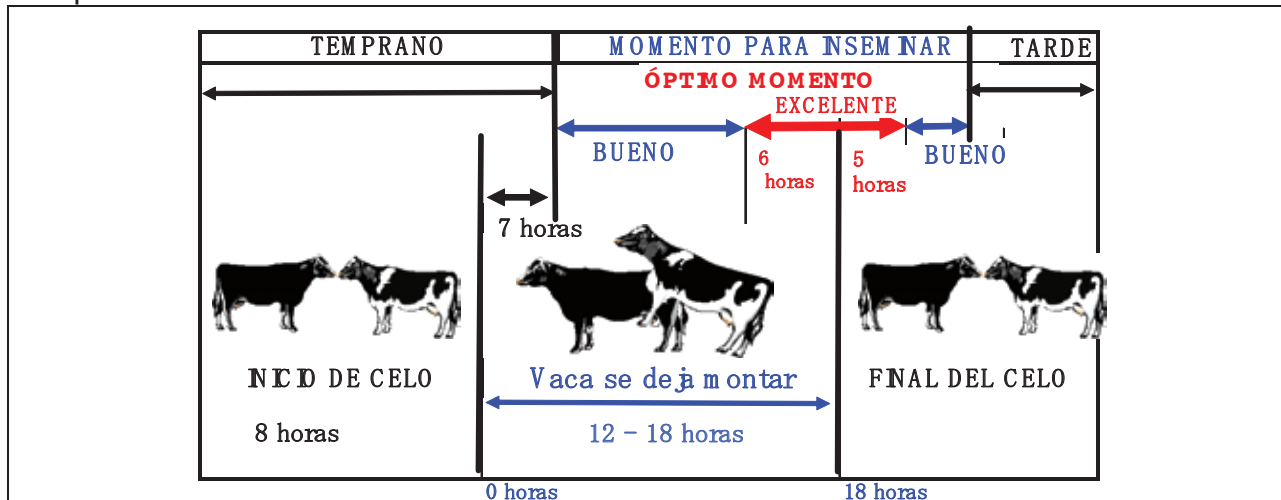 TEMPRANO
MOMENTO PARA INSEMINAR
TARDE
ÓPTIMO MOMENTO
EXCELENTE
BUENO
6
horas
5
horas
BUENO
7 horas
INICIO DE CELO
Vaca se deja montar
FINAL DEL CELO
8 horas
12 – 18 horas
0 horas
18 horas